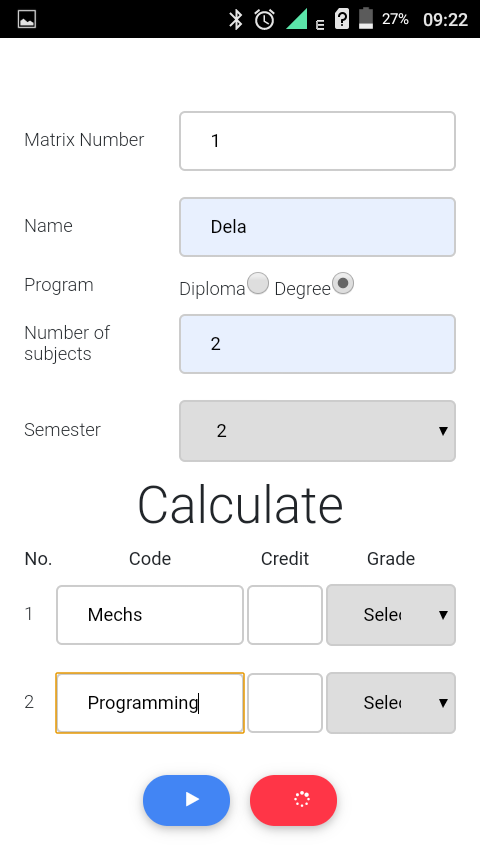 27% 09:22
Matrix Number 1
Name Dela
Program Diploma Degree
Number of
subjects 2
Semester 2
Calculate
No. Code Credit Grade
1 Mechs Selec
2 Programming Selec